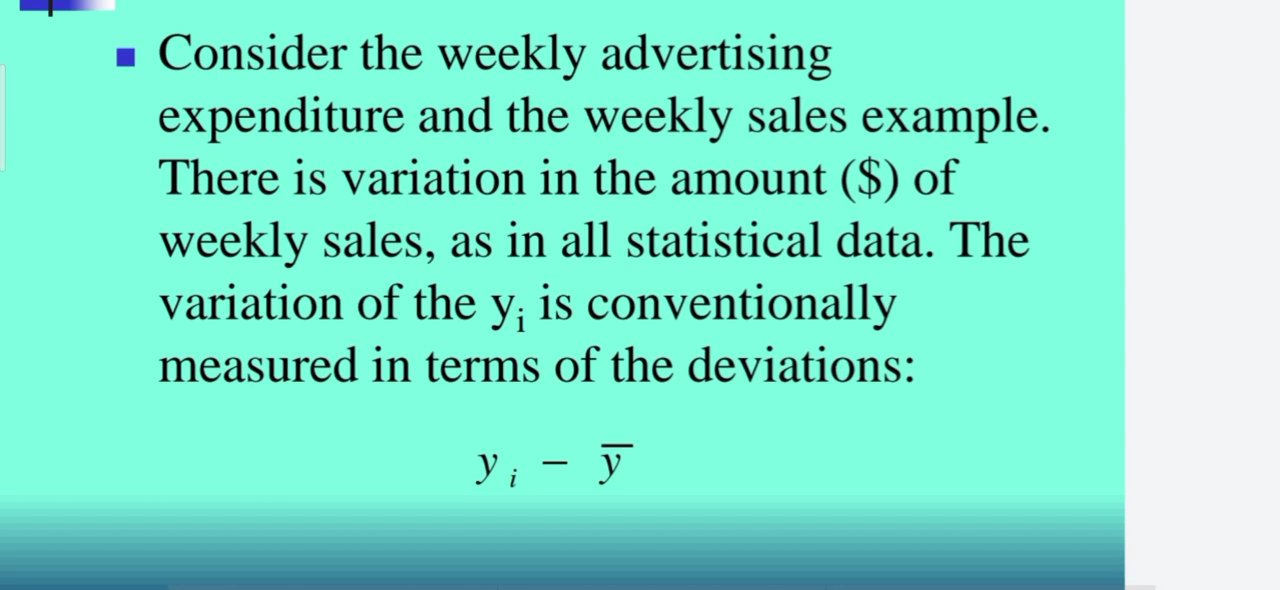 Consider the weekly advertising
expenditure and the weekly sales example.
There is variation in the amount ($) of
weekly sales, as in all statistical data. The
variation of the yᵢ is conventionally
measured in terms of the deviations:
y i − y̅